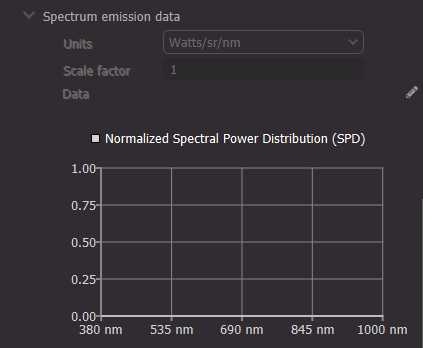 Spectrum emission data
Units Watts/sr/nm
Scale factor 1
Data
Normalized Spectral Power Distribution (SPD)
1.00
0.75
0.50
0.25
0.00
380 nm 535 nm 690 nm 845 nm 1000 nm